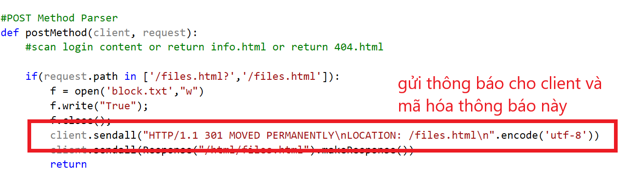 #POST Method Parser
def postMethod(client, request):
#scan login content or return info.html or return 404.html
if(request.path in ['/files.html?','/files.html']):
f = open('block.txt',"w")
f.write("True");
f.close();
client.sendall("HTTP/1.1 301 MOVED PERMANENTLY\nLOCATION: /files.html\n".encode('utf-8'))
client.sendall(Response("/html/files.html").makeResponse())
return
gửi thông báo cho client và
mã hóa thông báo này